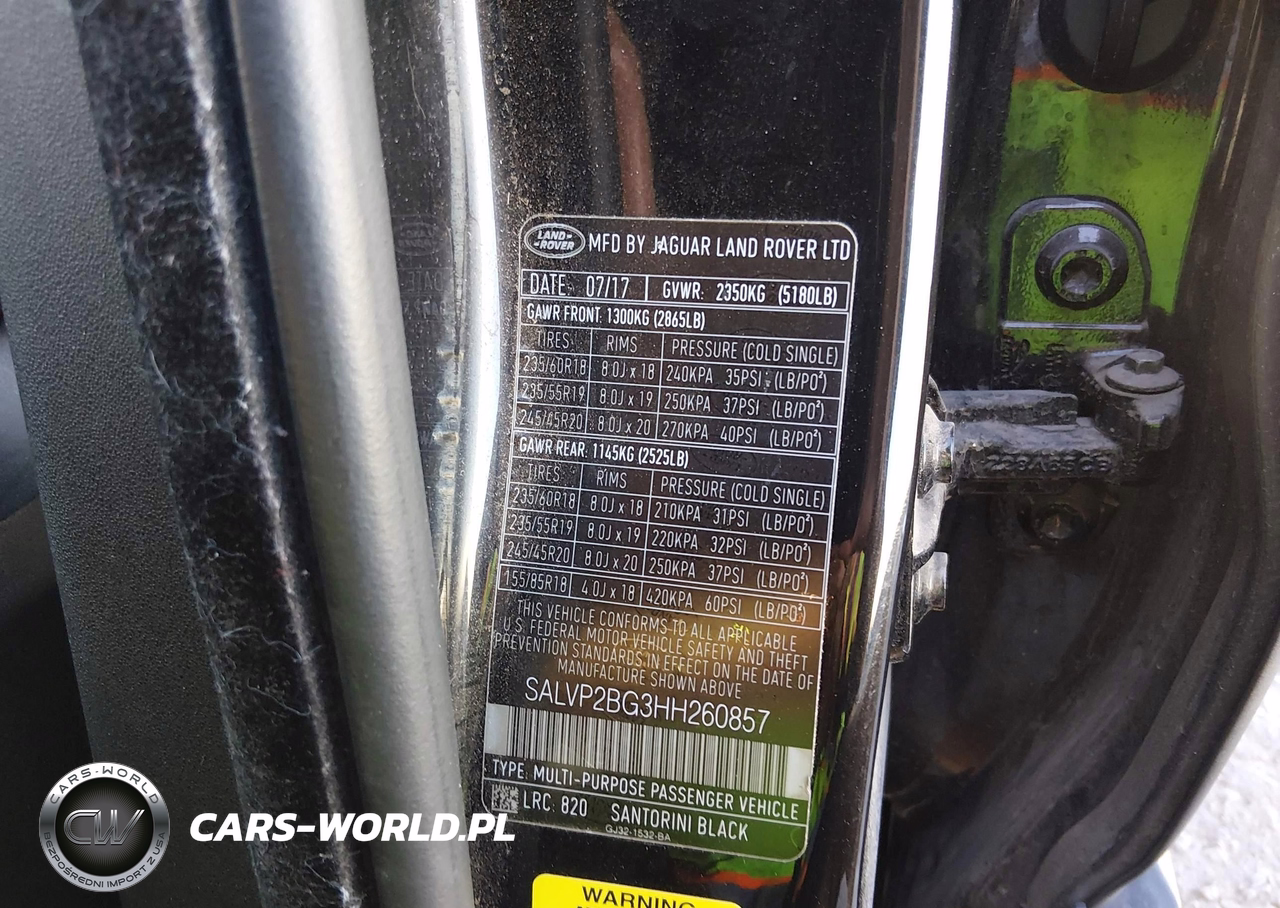 LAND-
-ROVER
MFD BY JAGUAR LAND ROVER LTD
DATE: 07/17 GVWR: 2350KG (5180LB)
GAWR FRONT: 1300KG (2865LB)
TIRES RIMS PRESSURE (COLD SINGLE)
235/60R18 8.0J x 18 240KPA 35PSI (LB/PO²)
235/55R19 8.0J x 19 250KPA 37PSI (LB/PO²)
245/45R20 8.0J x 20 270KPA 40PSI (LB/PO²)
GAWR REAR: 1145KG (2525LB)
TIRES RIMS PRESSURE (COLD SINGLE)
235/60R18 8.0J x 18 210KPA 31PSI (LB/PO²)
235/55R19 8.0J x 19 220KPA 32PSI (LB/PO²)
245/45R20 8.0J x 20 250KPA 37PSI (LB/PO²)
155/85R18 4.0J x 18 420KPA 60PSI (LB/PO²)
THIS VEHICLE CONFORMS TO ALL APPLICABLE
U.S. FEDERAL MOTOR VEHICLE SAFETY AND THEFT
PREVENTION STANDARDS IN EFFECT ON THE DATE OF
MANUFACTURE SHOWN ABOVE
SALVP2BG3HH260857
TYPE: MULTI-PURPOSE PASSENGER VEHICLE
LRC: 820 SANTORINI BLACK
GJ32-1532-BA
WARNING
CARS-WORLD
CW
BEZPOŚREDNI IMPORT Z USA
CARS-WORLD.PL